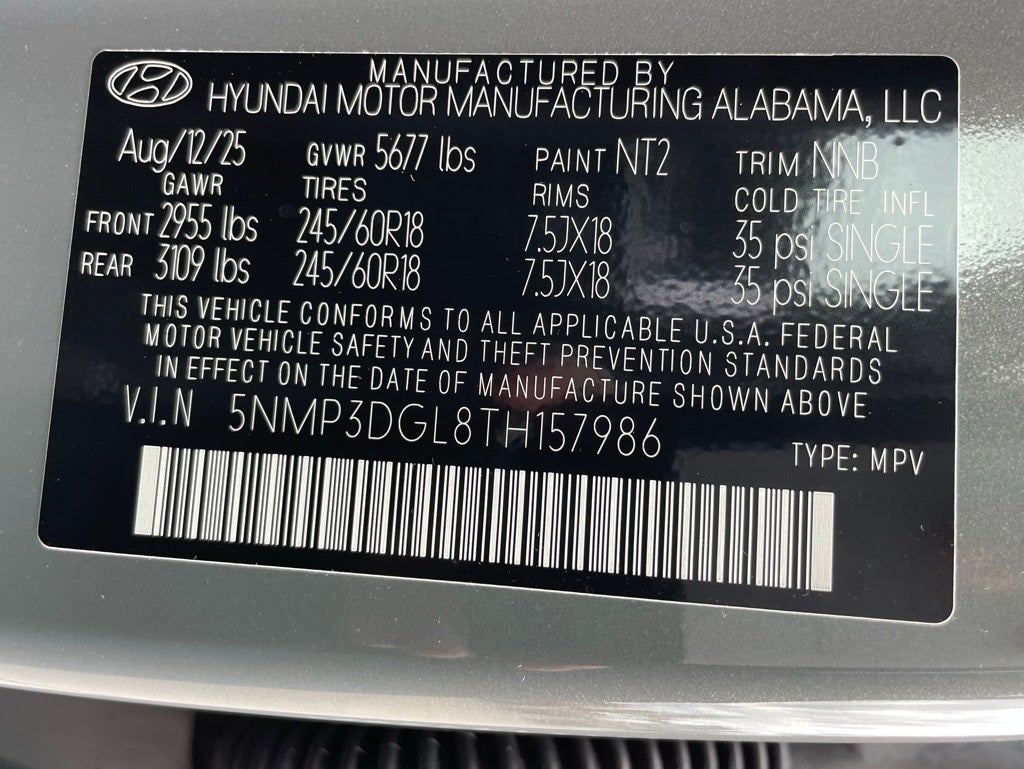 MANUFACTURED BY
HYUNDAI MOTOR MANUFACTURING ALABAMA, LLC
Aug/12/25 GVWR 5677 lbs PAINT NT2 TRIM NNB
GAWR TIRES RIMS COLD TIRE INFL
FRONT 2955 lbs 245/60R18 7.5JX18 35 psi SINGLE
REAR 3109 lbs 245/60R18 7.5JX18 35 psi SINGLE
THIS VEHICLE CONFORMS TO ALL APPLICABLE U.S.A. FEDERAL
MOTOR VEHICLE SAFETY AND THEFT PREVENTION STANDARDS
IN EFFECT ON THE DATE OF MANUFACTURE SHOWN ABOVE
V.I.N 5NMP3DGL8TH157986
TYPE: MPV